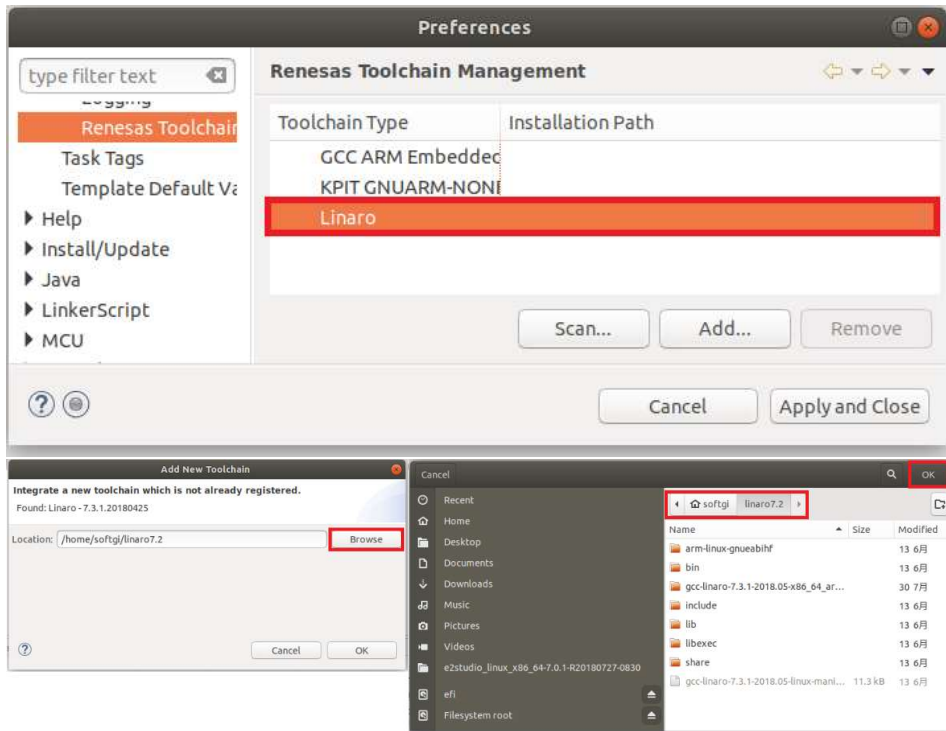 Preferences
type filter text
Renesas Toolchain Management
Logging
Toolchain Type Installation Path
Renesas Toolchain
Task Tags
GCC ARM Embedded
Template Default Va
KPIT GNUARM-NON
Help
Linaro
Install/Update
Java
LinkerScript
MCU
Scan... Add... Remove
Cancel Apply and Close
Add New Toolchain
Integrate a new toolchain which is not already registered.
Found: Linaro - 7.3.1.20180425
Location: /home/softgi/linaro7.2 Browse
Cancel OK
Cancel OK
Recent
Home
Desktop
Documents
Downloads
Music
Pictures
Videos
e2studio_linux_x86_64-7.0.1-R20180727-0830
efi
Filesystem root
softgi linaro7.2
Name Size Modified
arm-linux-gnueabihf 13 6月
bin 13 6月
gcc-linaro-7.3.1-2018.05-x86_64_ar... 30 7月
include 13 6月
lib 13 6月
libexec 13 6月
share 13 6月
gcc-linaro-7.3.1-2018.05-linux-mani... 11.3 kB 13 6月